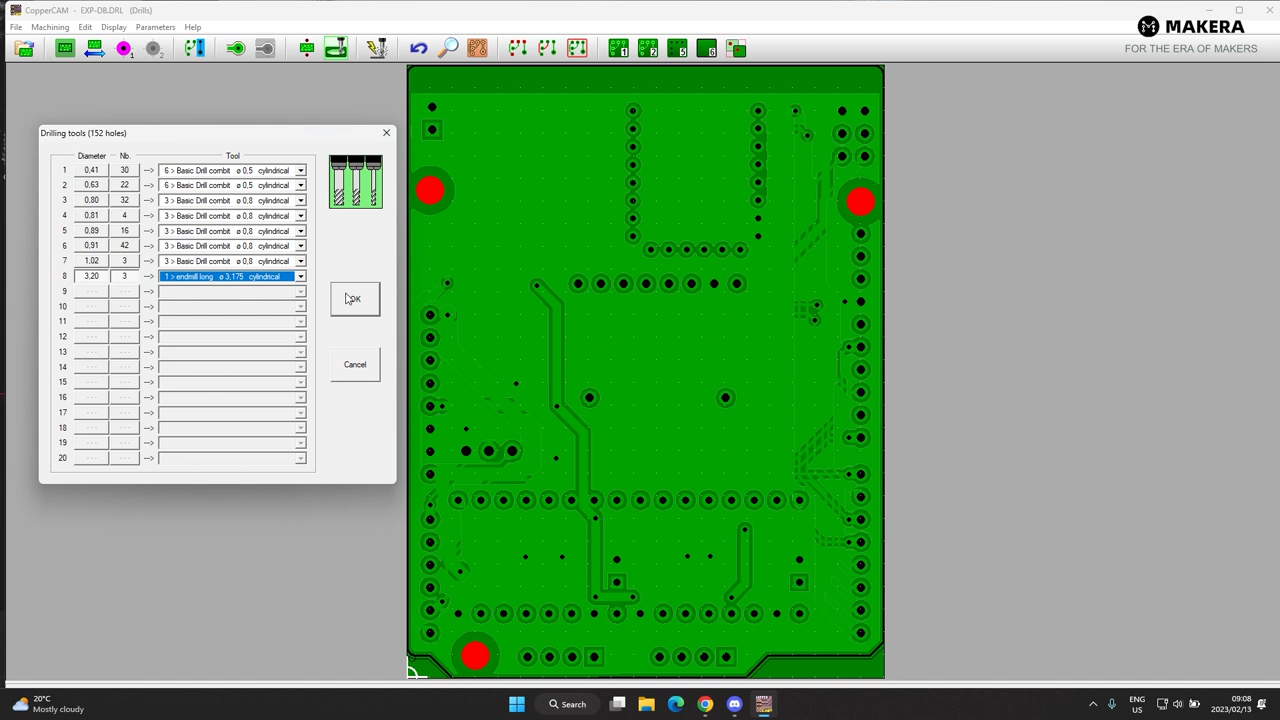 CopperCAM - EXP-DB.DRL (Drills)
File Machining Edit Display Parameters Help
MAKERA
FOR THE ERA OF MAKERS
1 2 1 2 5 6
Drilling tools (152 holes)
Diameter Nb. Tool
1 0,41 30 --> 6 > Basic Drill combit ø 0,5 cylindrical
2 0,63 22 --> 6 > Basic Drill combit ø 0,5 cylindrical
3 0,80 32 --> 3 > Basic Drill combit ø 0,8 cylindrical
4 0,81 4 --> 3 > Basic Drill combit ø 0,8 cylindrical
5 0,89 16 --> 3 > Basic Drill combit ø 0,8 cylindrical
6 0,91 42 --> 3 > Basic Drill combit ø 0,8 cylindrical
7 1,02 3 --> 3 > Basic Drill combit ø 0,8 cylindrical
8 3,20 3 --> 1 > endmill long ø 3,175 cylindrical
9 --- --- -->
10 --- --- -->
11 --- --- -->
12 --- --- -->
13 --- --- -->
14 --- --- -->
15 --- --- -->
16 --- --- -->
17 --- --- -->
18 --- --- -->
19 --- --- -->
20 --- --- -->
OK
Cancel
20°C
Mostly cloudy
Search
ENG
US
09:08
2023/02/13